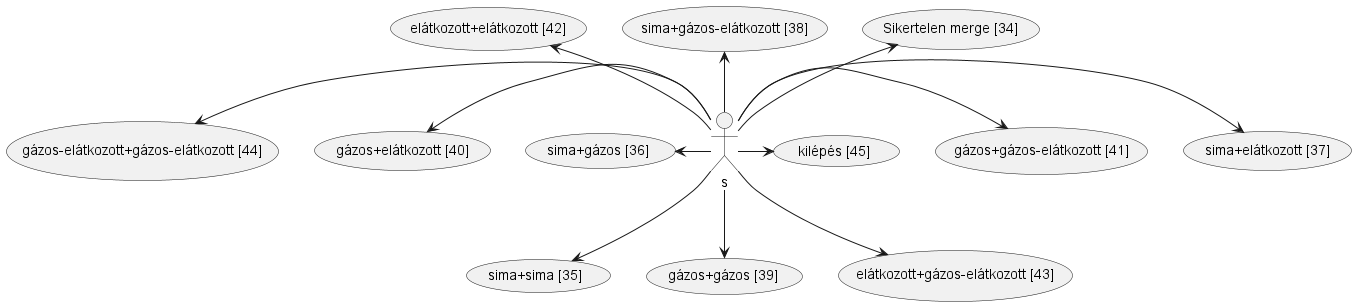 elátkozott+elátkozott [42]
sima+gázos-elátkozott [38]
Sikertelen merge [34]
gázos-elátkozott+gázos-elátkozott [44]
gázos+elátkozott [40]
sima+gázos [36]
kilépés [45]
gázos+gázos-elátkozott [41]
sima+elátkozott [37]
s
sima+sima [35]
gázos+gázos [39]
elátkozott+gázos-elátkozott [43]